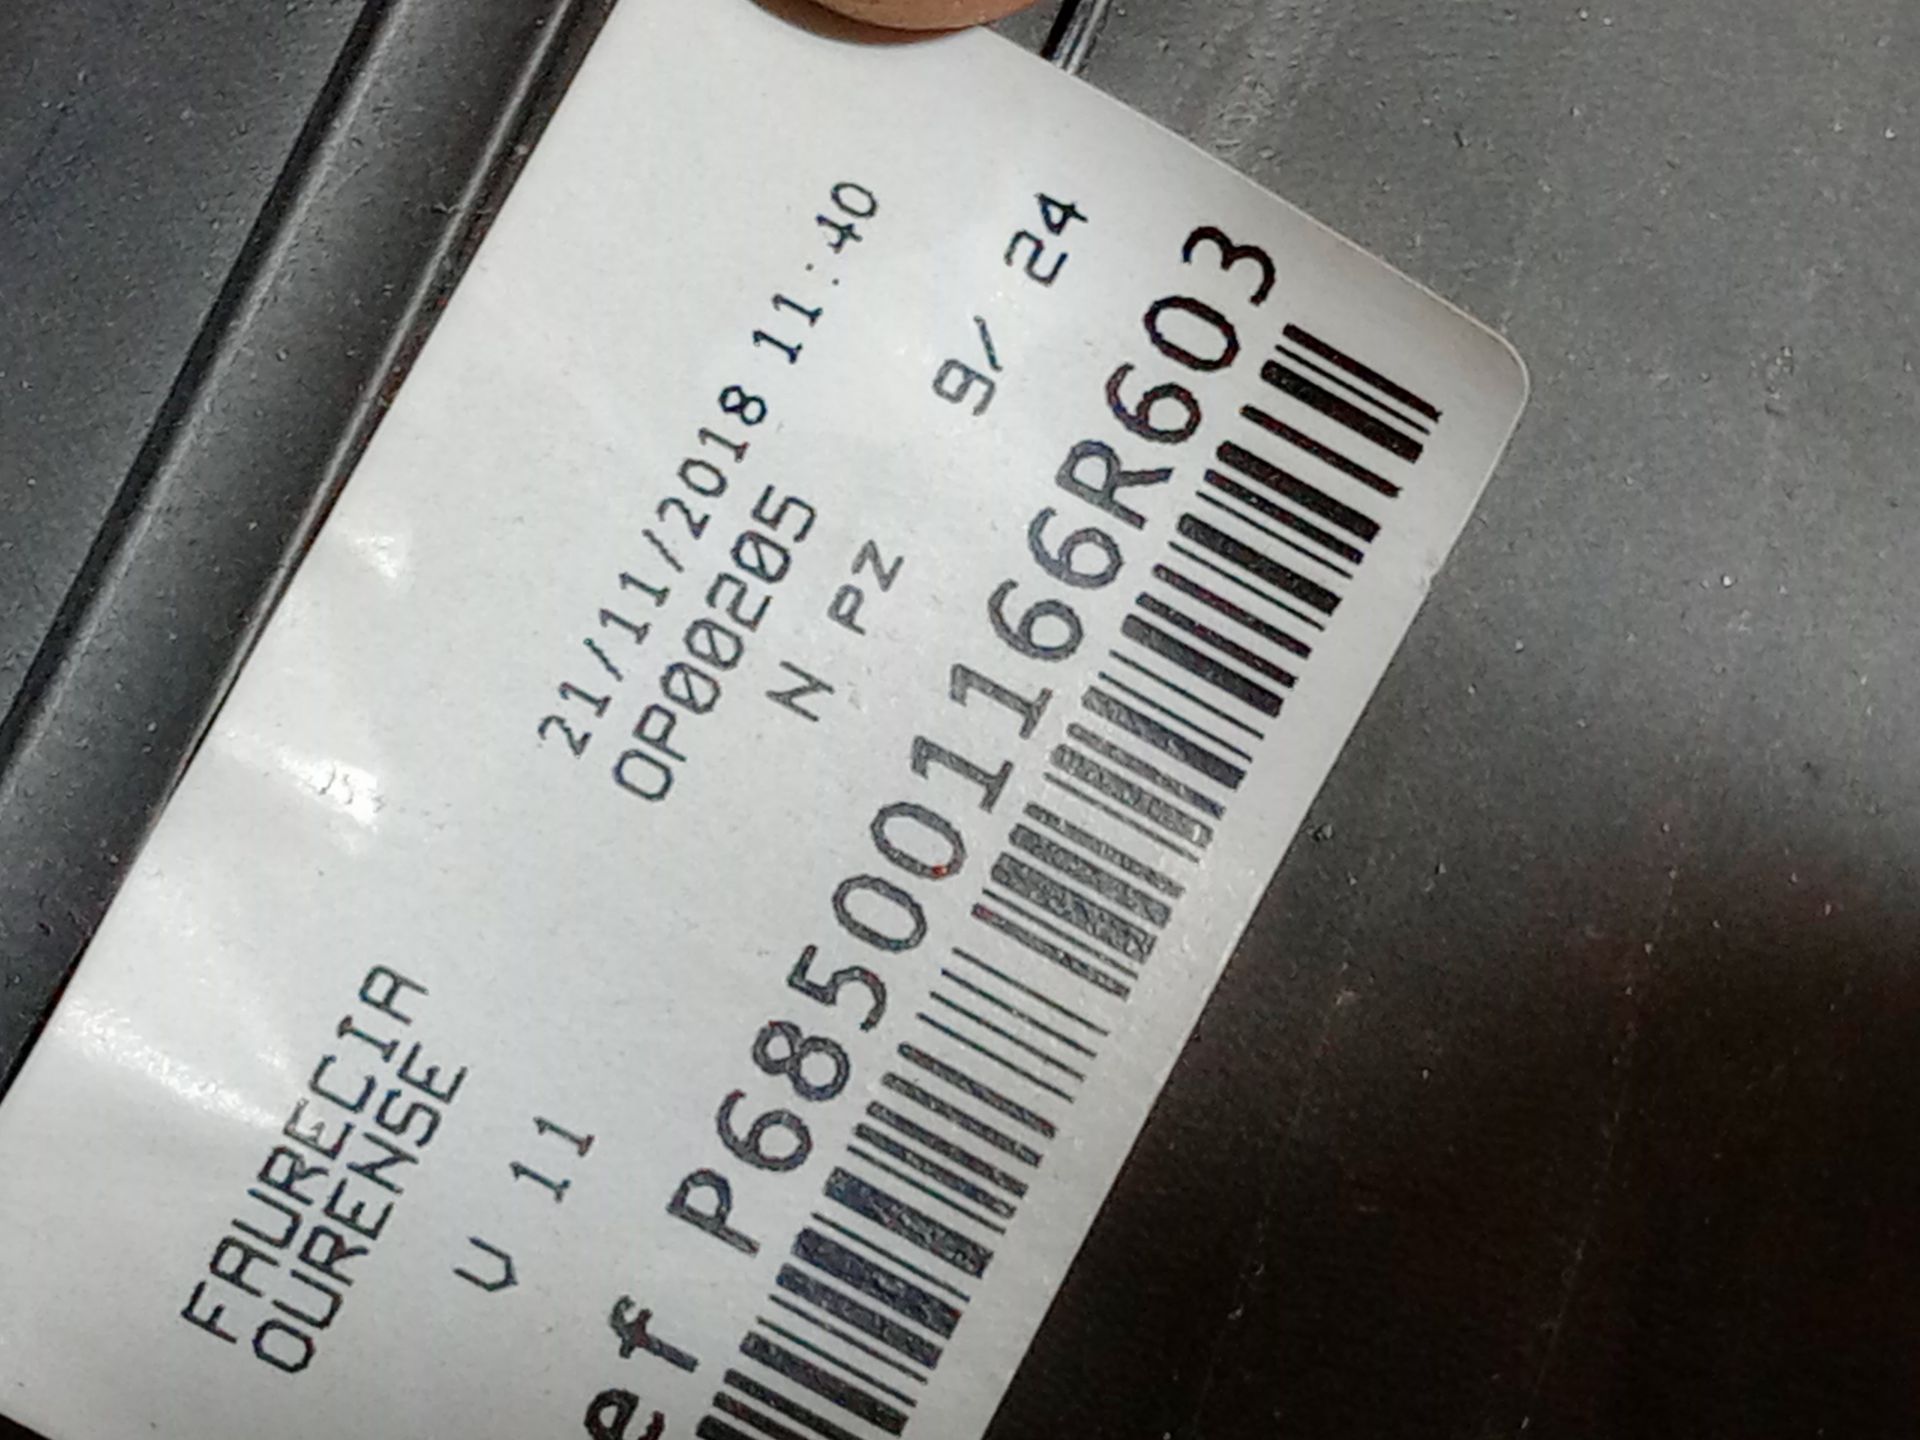 FAURECIA 21/11/2018 11:40
OURENSE OP00205
V 11 N PZ 9/ 24
ef P685001166R603